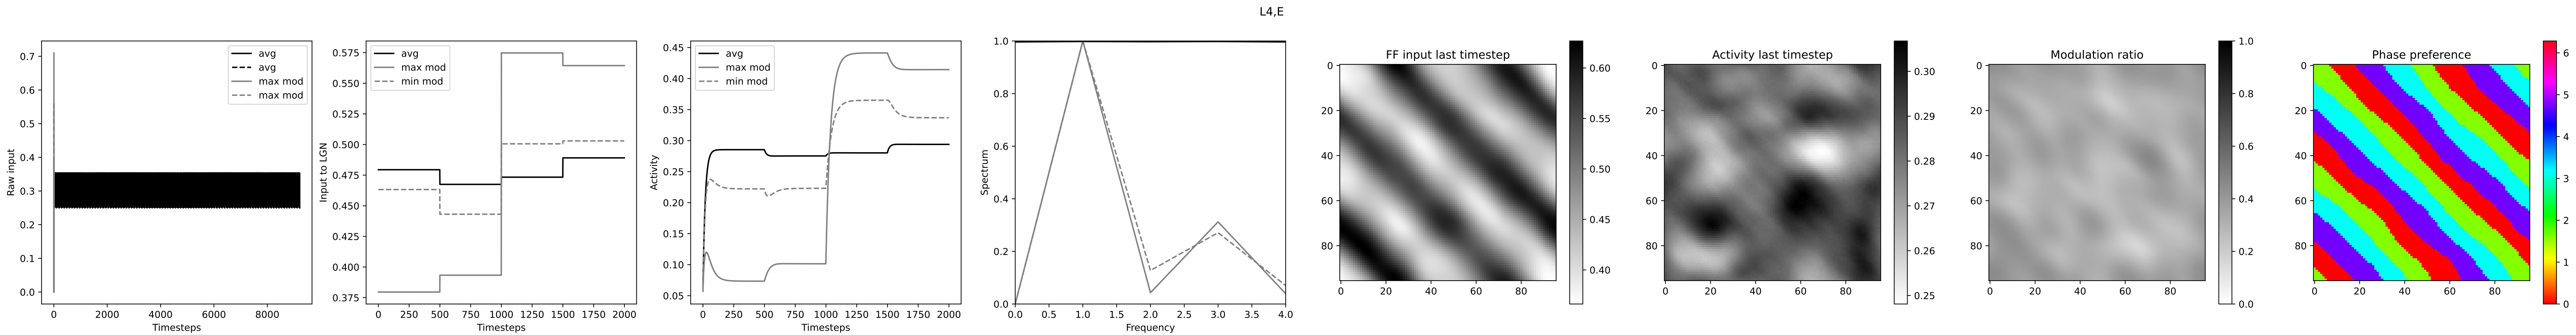 L4,E
Raw input
0.7
0.6
0.5
0.4
0.3
0.2
0.1
0.0
avg
avg
max mod
max mod
0 2000 4000 6000 8000
Timesteps
Input to LGN
0.575
0.550
0.525
0.500
0.475
0.450
0.425
0.400
0.375
avg
max mod
min mod
0 250 500 750 1000 1250 1500 1750 2000
Timesteps
Activity
0.45
0.40
0.35
0.30
0.25
0.20
0.15
0.10
0.05
avg
max mod
min mod
0 250 500 750 1000 1250 1500 1750 2000
Timesteps
Spectrum
1.0
0.8
0.6
0.4
0.2
0.0
0.0 0.5 1.0 1.5 2.0 2.5 3.0 3.5 4.0
Frequency
FF input last timestep
0
20
40
60
80
0 20 40 60 80
0.60
0.55
0.50
0.45
0.40
Activity last timestep
0
20
40
60
80
0 20 40 60 80
0.30
0.29
0.28
0.27
0.26
0.25
Modulation ratio
0
20
40
60
80
0 20 40 60 80
1.0
0.8
0.6
0.4
0.2
0.0
Phase preference
0
20
40
60
80
0 20 40 60 80
6
5
4
3
2
1
0